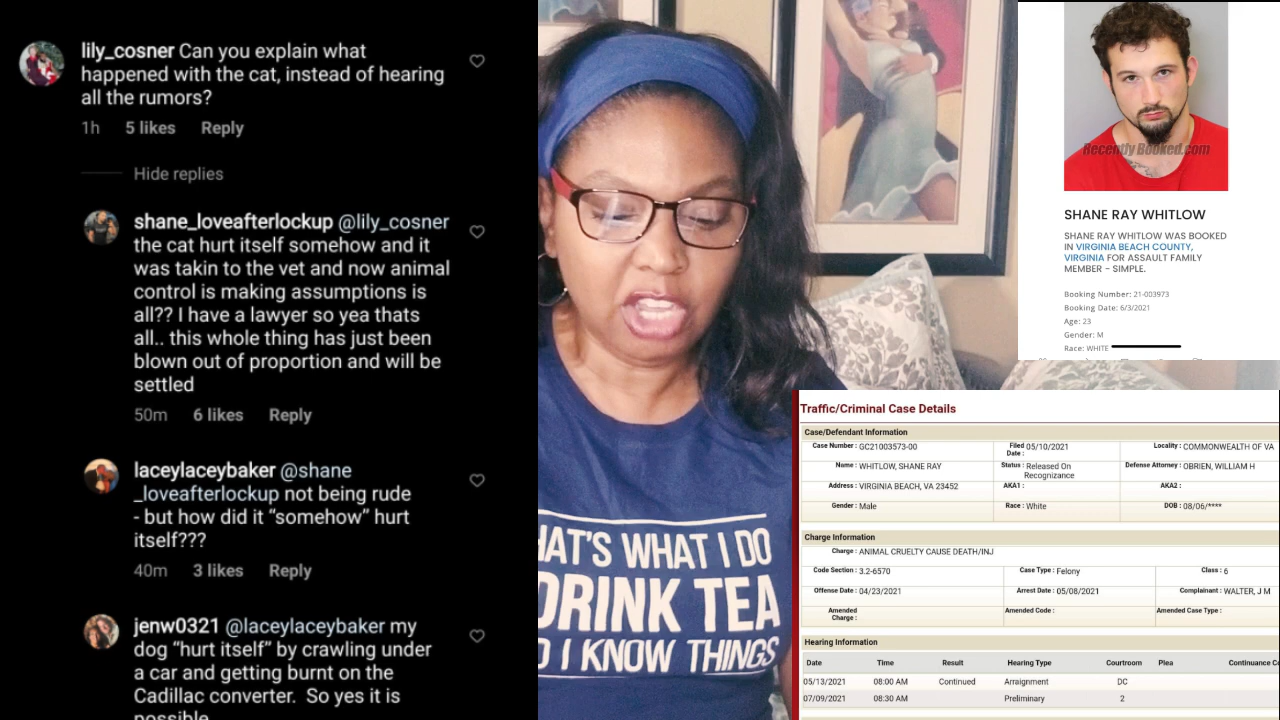 lily_cosner Can you explain what
happened with the cat, instead of hearing
all the rumors?
1h 5 likes Reply
Hide replies
shane_loveafterlockup @lily_cosner
the cat hurt itself somehow and it
was takin to the vet and now animal
control is making assumptions is
all?? I have a lawyer so yea thats
all.. this whole thing has just been
blown out of proportion and will be
settled
50m 6 likes Reply
laceylaceybaker @shane
_loveafterlockup not being rude
- but how did it “somehow” hurt
itself???
40m 3 likes Reply
jenw0321 @laceylaceybaker my
dog “hurt itself” by crawling under
a car and getting burnt on the
Cadillac converter. So yes it is
possible
HAT'S WHAT I DO
DRINK TEA
I KNOW THINGS
Recently Booked.com
SHANE RAY WHITLOW
SHANE RAY WHITLOW WAS BOOKED
IN VIRGINIA BEACH COUNTY,
VIRGINIA FOR ASSAULT FAMILY
MEMBER - SIMPLE.
Booking Number: 21-003973
Booking Date: 6/3/2021
Age: 23
Gender: M
Race: WHITE
Traffic/Criminal Case Details
Case/Defendant Information
Case Number : GC21003573-00 Filed Date : 05/10/2021 Locality : COMMONWEALTH OF VA
Name : WHITLOW, SHANE RAY Status : Released On Recognizance Defense Attorney : OBRIEN, WILLIAM H
Address : VIRGINIA BEACH, VA 23452 AKA1 : AKA2 :
Gender : Male Race : White DOB : 08/06/****
Charge Information
Charge : ANIMAL CRUELTY CAUSE DEATH/INJ
Code Section : 3.2-6570 Case Type : Felony Class : 6
Offense Date : 04/23/2021 Arrest Date : 05/08/2021 Complainant : WALTER, J M
Amended Charge : Amended Code : Amended Case Type :
Hearing Information
Date Time Result Hearing Type Courtroom Plea Continuance
05/13/2021 08:00 AM Continued Arraignment DC
07/09/2021 08:30 AM Preliminary 2